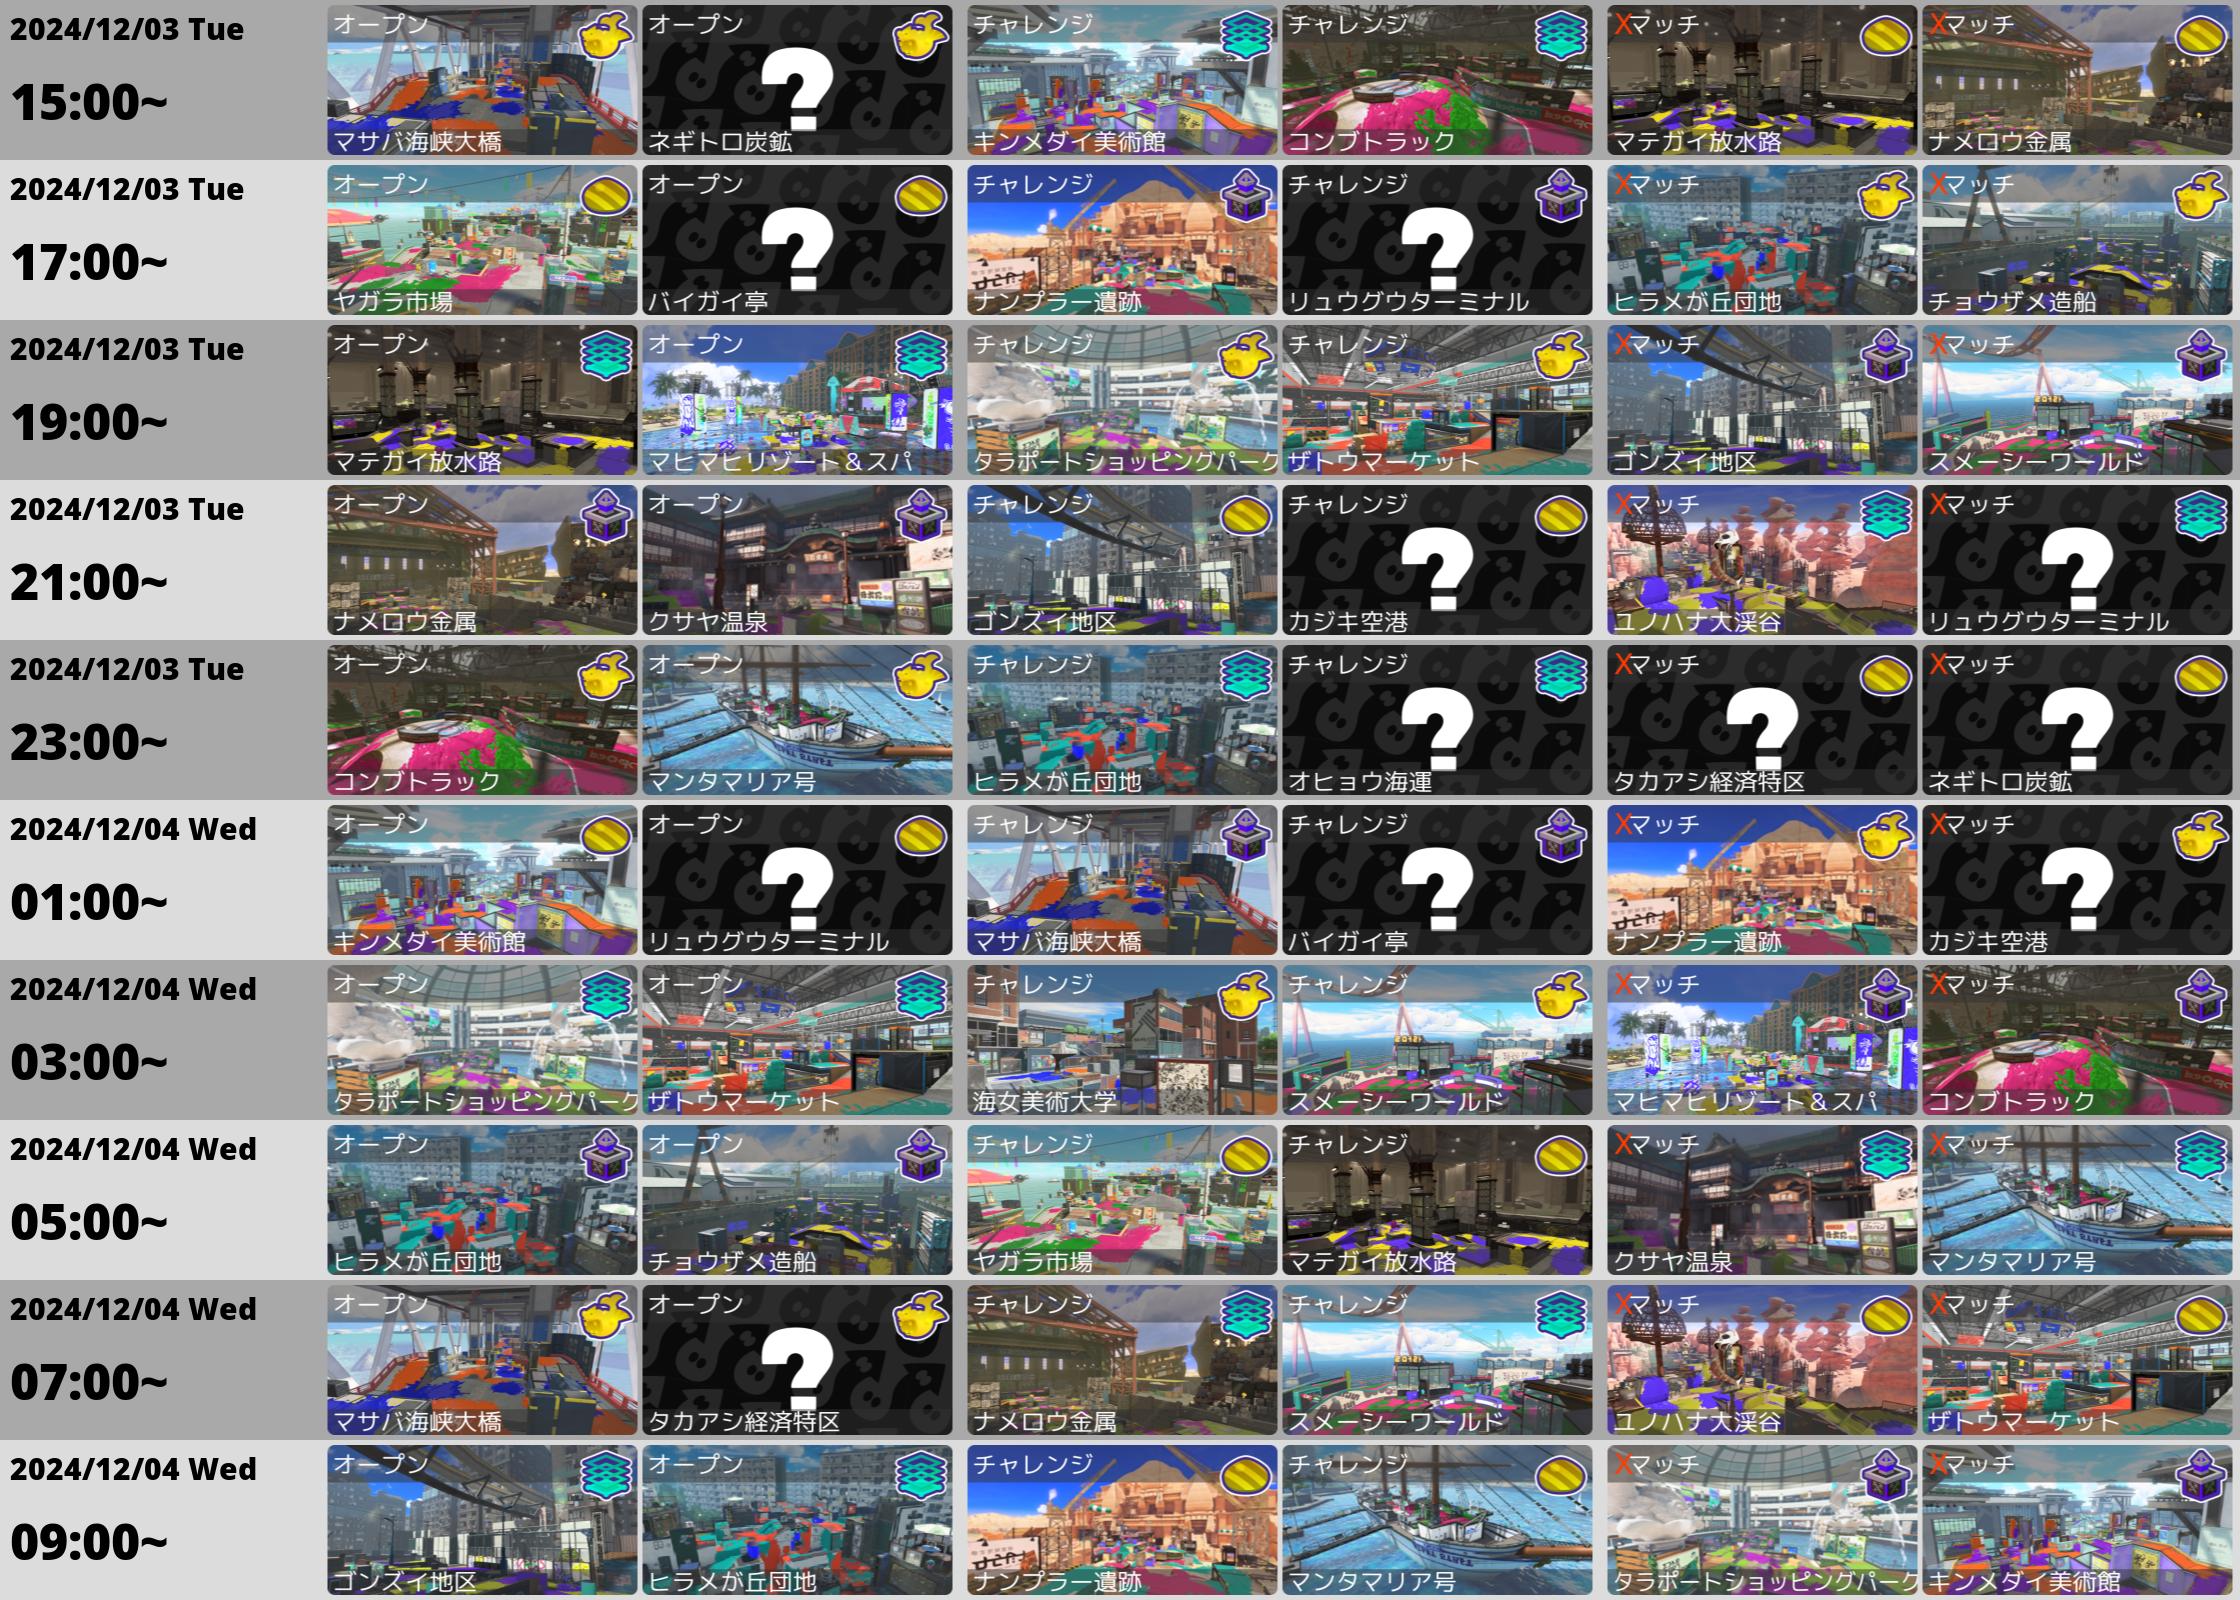 2024/12/03 Tue
15:00~
オープン
マサバ海峡大橋
オープン
ネギトロ炭鉱
チャレンジ
キンメダイ美術館
チャレンジ
コンブトラック
Xマッチ
マテガイ放水路
Xマッチ
ナメロウ金属
2024/12/03 Tue
17:00~
オープン
ヤガラ市場
オープン
バイガイ亭
チャレンジ
ナンプラー遺跡
チャレンジ
リュウグウターミナル
Xマッチ
ヒラメが丘団地
Xマッチ
チョウザメ造船
2024/12/03 Tue
19:00~
オープン
マテガイ放水路
オープン
マヒマヒリゾート&スパ
チャレンジ
タラポートショッピングパーク
チャレンジ
ザトウマーケット
Xマッチ
ゴンズイ地区
Xマッチ
スメーシーワールド
2024/12/03 Tue
21:00~
オープン
ナメロウ金属
オープン
クサヤ温泉
チャレンジ
ゴンズイ地区
チャレンジ
カジキ空港
Xマッチ
ユノハナ大渓谷
Xマッチ
リュウグウターミナル
2024/12/03 Tue
23:00~
オープン
コンブトラック
オープン
マンタマリア号
チャレンジ
ヒラメが丘団地
チャレンジ
オヒョウ海運
Xマッチ
タカアシ経済特区
Xマッチ
ネギトロ炭鉱
2024/12/04 Wed
01:00~
オープン
キンメダイ美術館
オープン
リュウグウターミナル
チャレンジ
マサバ海峡大橋
チャレンジ
バイガイ亭
Xマッチ
ナンプラー遺跡
Xマッチ
カジキ空港
2024/12/04 Wed
03:00~
オープン
タラポートショッピングパーク
オープン
ザトウマーケット
チャレンジ
海女美術大学
チャレンジ
スメーシーワールド
Xマッチ
マヒマヒリゾート&スパ
Xマッチ
コンブトラック
2024/12/04 Wed
05:00~
オープン
ヒラメが丘団地
オープン
チョウザメ造船
チャレンジ
ヤガラ市場
チャレンジ
マテガイ放水路
Xマッチ
クサヤ温泉
Xマッチ
マンタマリア号
2024/12/04 Wed
07:00~
オープン
マサバ海峡大橋
オープン
タカアシ経済特区
チャレンジ
ナメロウ金属
チャレンジ
スメーシーワールド
Xマッチ
ユノハナ大渓谷
Xマッチ
ザトウマーケット
2024/12/04 Wed
09:00~
オープン
ゴンズイ地区
オープン
ヒラメが丘団地
チャレンジ
ナンプラー遺跡
チャレンジ
マンタマリア号
Xマッチ
タラポートショッピングパーク
Xマッチ
キンメダイ美術館